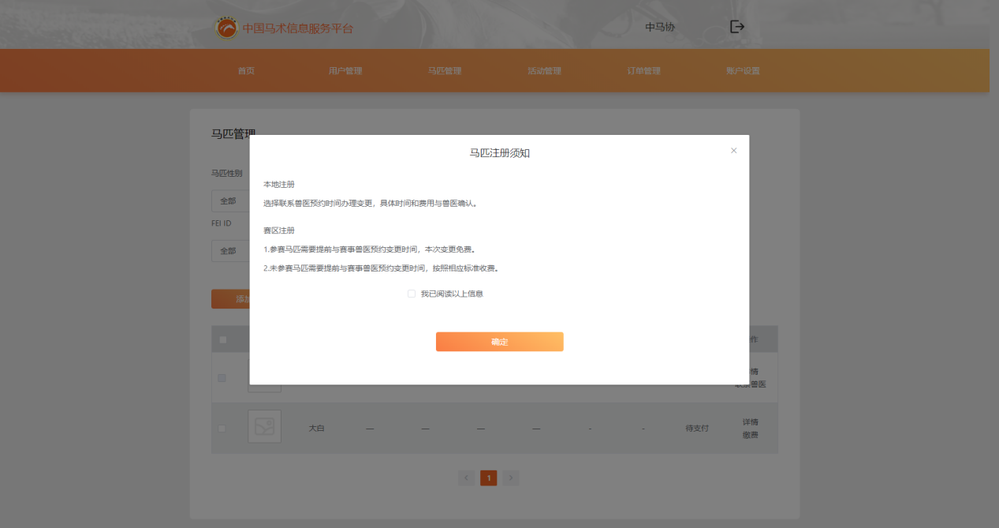 中国马术信息服务平台
中马协
首页 用户管理 马匹管理 活动管理 订单管理 账户设置
马匹管理
马匹注册须知
×
马匹性别
全部
FEI ID
全部
本地注册
选择联系兽医预约时间办理变更，具体时间和费用与兽医确认。
赛区注册
1.参赛马匹需要提前与赛事兽医预约变更时间，本次变更免费。
2.未参赛马匹需要提前与赛事兽医预约变更时间，按照相应标准收费。
我已阅读以上信息
添加
确定
作
情
兽医
大白 — — — — - - 待支付 详情
缴费
< 1 >